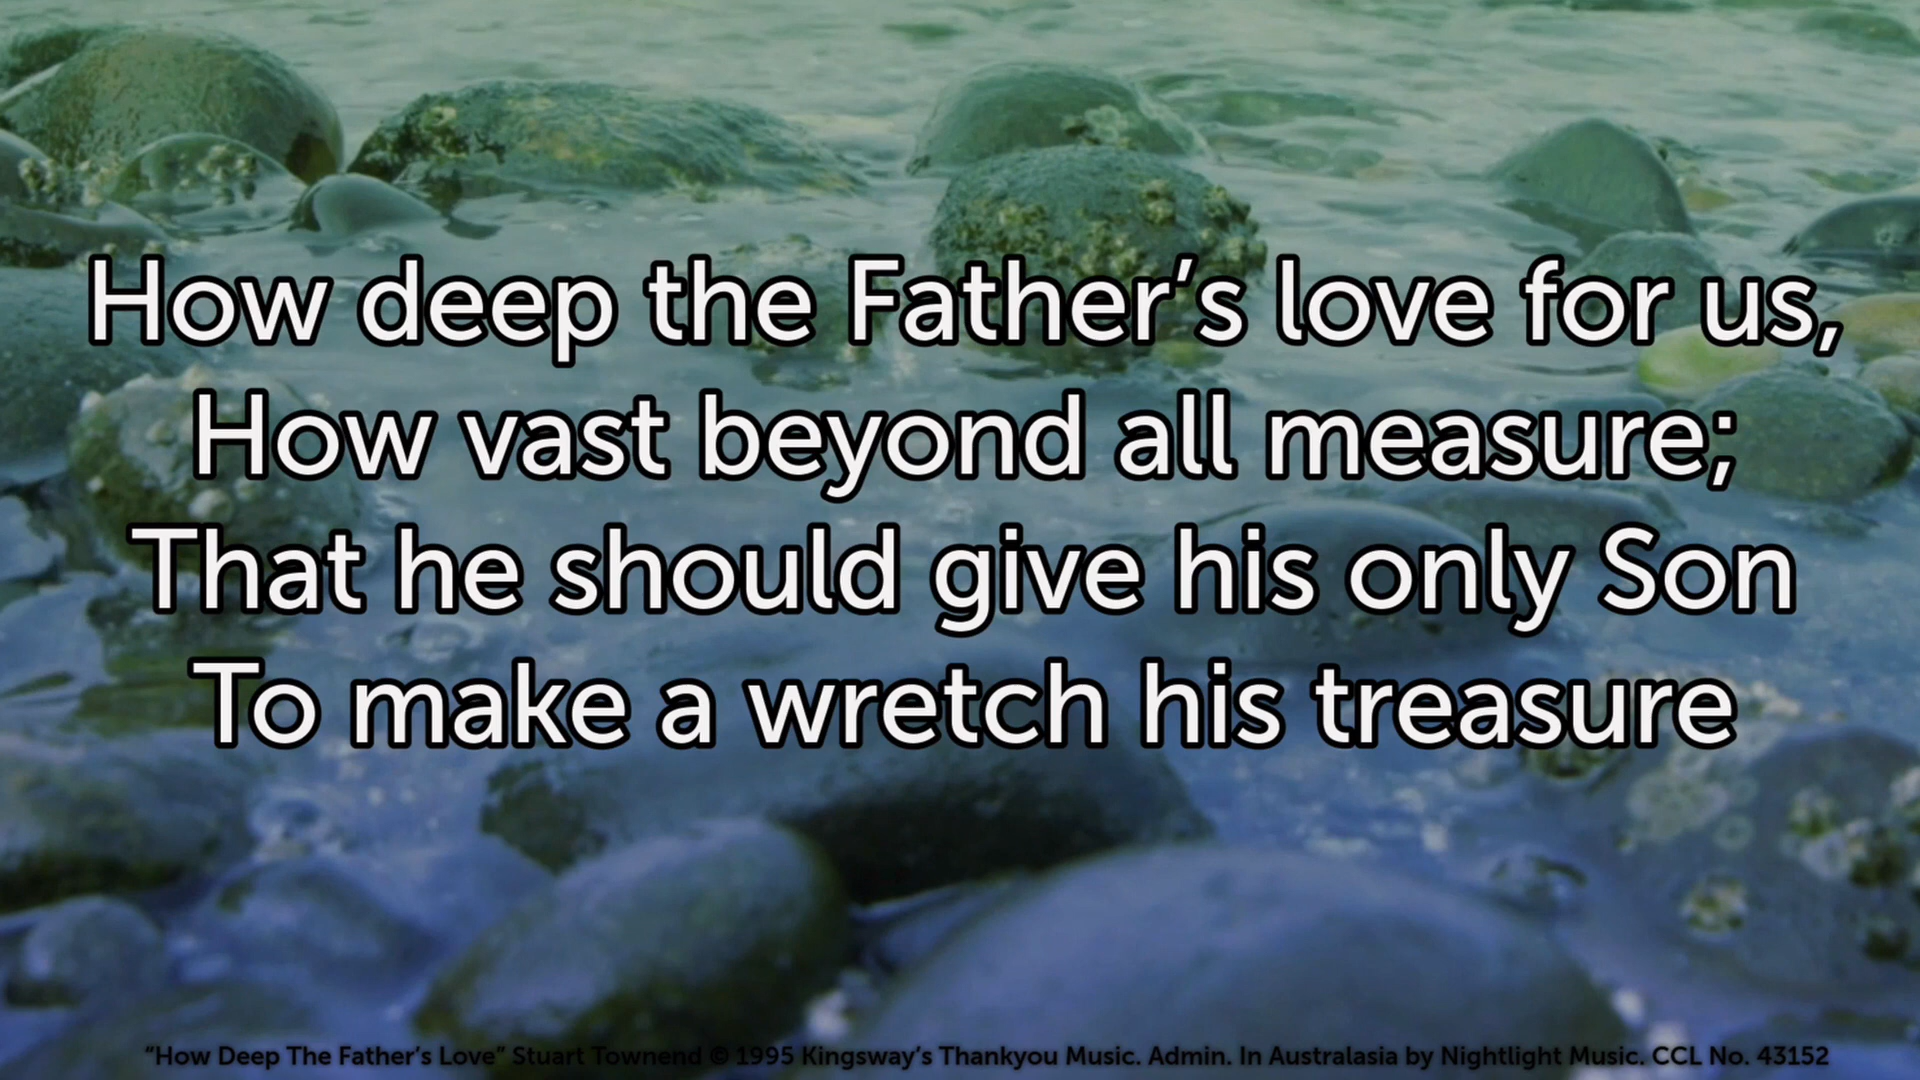 How deep the Father’s love for us,
How vast beyond all measure;
That he should give his only Son
To make a wretch his treasure
“How Deep The Father’s Love” Stuart Townend © 1995 Kingsway’s Thankyou Music. Admin. In Australasia by Nightlight Music. CCL No. 43152